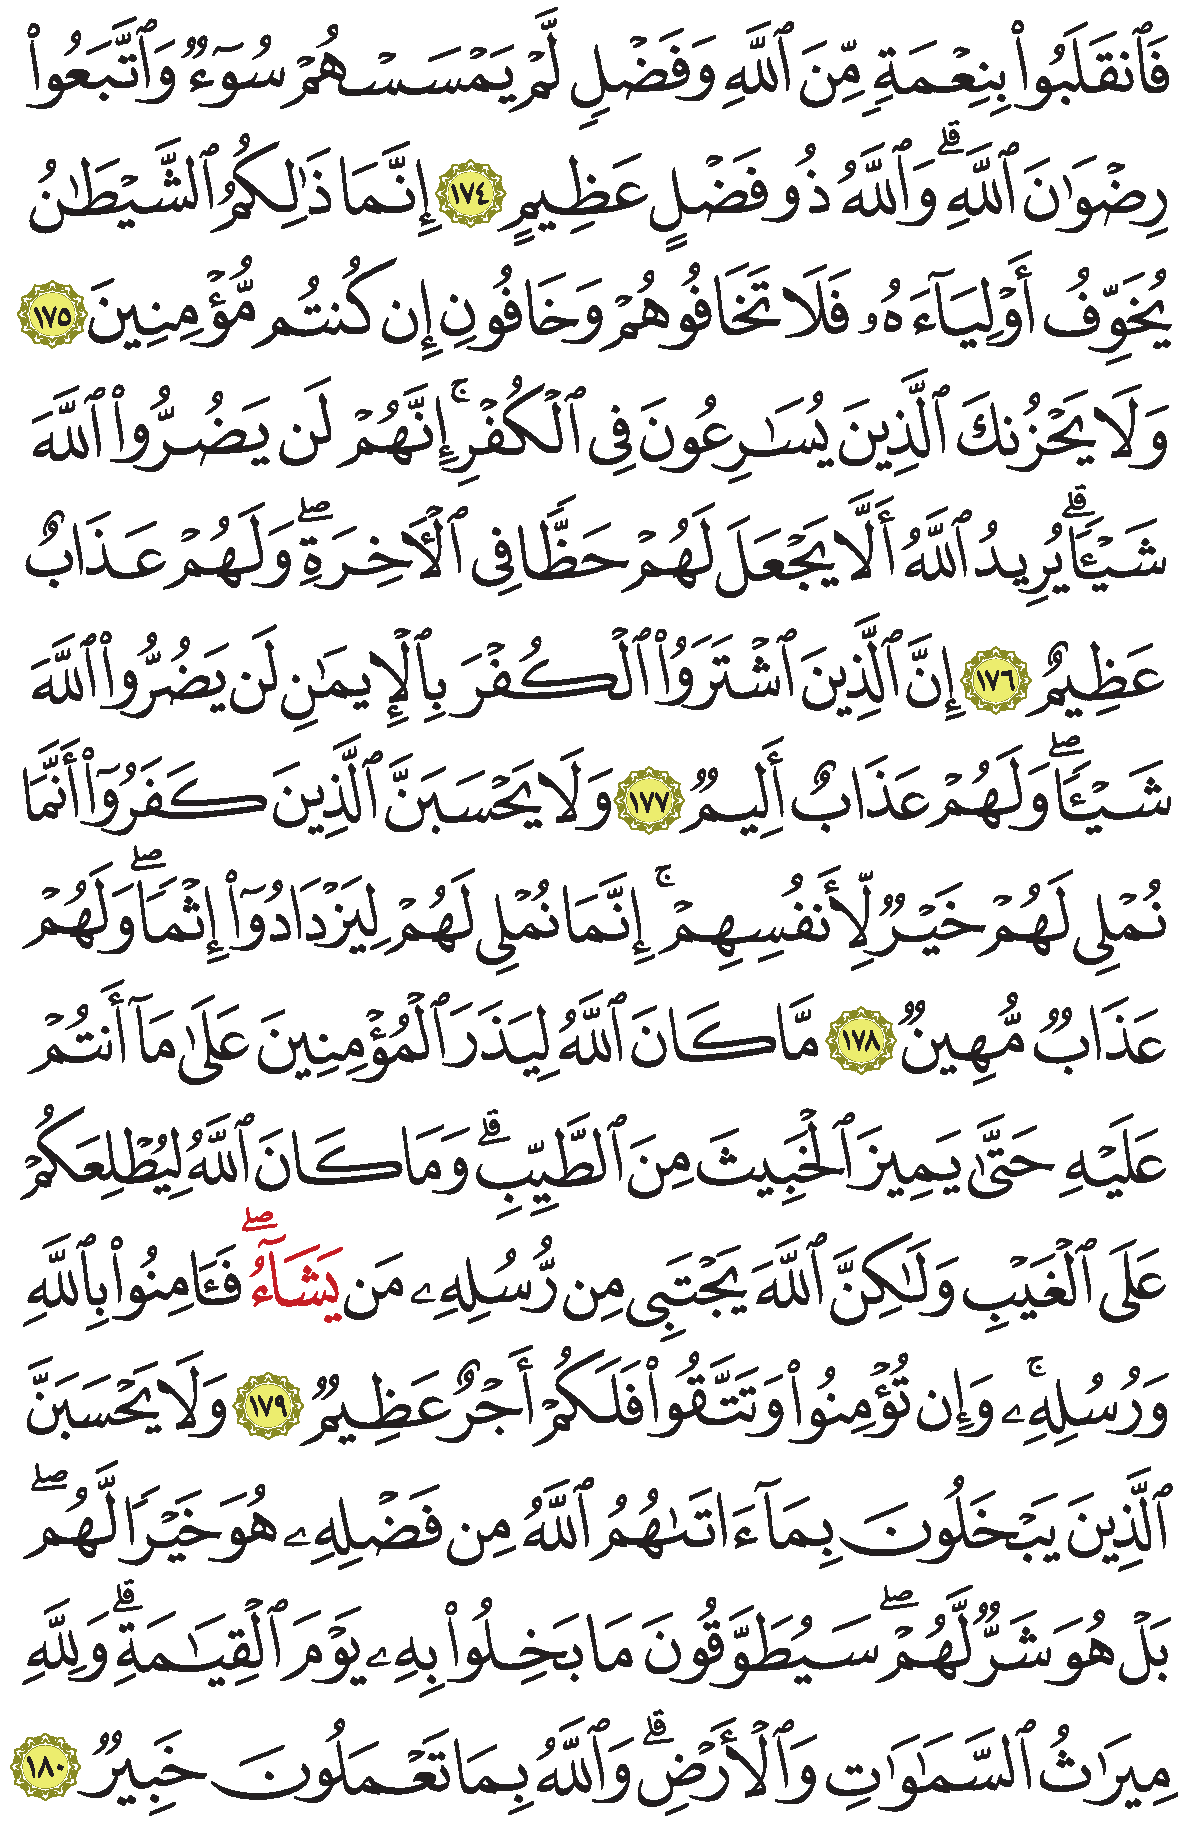 فَٱنقَلَبُوا۟ بِنِعْمَةٍ مِّنَ ٱللَّهِ وَفَضْلٍ لَّمْ يَمْسَسْهُمْ سُوٓءٌ وَٱتَّبَعُوا۟
رِضْوَٰنَ ٱللَّهِ ۗ وَٱللَّهُ ذُو فَضْلٍ عَظِيمٍ ١٧٤ إِنَّمَا ذَٰلِكُمُ ٱلشَّيْطَـٰنُ
يُخَوِّفُ أَوْلِيَآءَهُۥ فَلَا تَخَافُوهُمْ وَخَافُونِ إِن كُنتُم مُّؤْمِنِينَ ١٧٥
وَلَا يَحْزُنكَ ٱلَّذِينَ يُسَـٰرِعُونَ فِى ٱلْكُفْرِ ۚ إِنَّهُمْ لَن يَضُرُّوا۟ ٱللَّهَ
شَيْـًٔا ۗ يُرِيدُ ٱللَّهُ أَلَّا يَجْعَلَ لَهُمْ حَظًّا فِى ٱلْـَٔاخِرَةِ ۖ وَلَهُمْ عَذَابٌ
عَظِيمٌ ١٧٦ إِنَّ ٱلَّذِينَ ٱشْتَرَوُا۟ ٱلْكُفْرَ بِٱلْإِيمَـٰنِ لَن يَضُرُّوا۟ ٱللَّهَ
شَيْـًٔا ۖ وَلَهُمْ عَذَابٌ أَلِيمٌ ١٧٧ وَلَا يَحْسَبَنَّ ٱلَّذِينَ كَفَرُوٓا۟ أَنَّمَا
نُمْلِى لَهُمْ خَيْرٌ لِّأَنفُسِهِمْ ۚ إِنَّمَا نُمْلِى لَهُمْ لِيَزْدَادُوٓا۟ إِثْمًا ۖ وَلَهُمْ
عَذَابٌ مُّهِينٌ ١٧٨ مَّا كَانَ ٱللَّهُ لِيَذَرَ ٱلْمُؤْمِنِينَ عَلَىٰ مَآ أَنتُمْ
عَلَيْهِ حَتَّىٰ يَمِيزَ ٱلْخَبِيثَ مِنَ ٱلطَّيِّبِ ۗ وَمَا كَانَ ٱللَّهُ لِيُطْلِعَكُمْ
عَلَى ٱلْغَيْبِ وَلَـٰكِنَّ ٱللَّهَ يَجْتَبِى مِن رُّسُلِهِۦ مَن يَشَآءُ ۖ فَـَٔامِنُوا۟ بِٱللَّهِ
وَرُسُلِهِۦ ۚ وَإِن تُؤْمِنُوا۟ وَتَتَّقُوا۟ فَلَكُمْ أَجْرٌ عَظِيمٌ ١٧٩ وَلَا يَحْسَبَنَّ
ٱلَّذِينَ يَبْخَلُونَ بِمَآ ءَاتَىٰهُمُ ٱللَّهُ مِن فَضْلِهِۦ هُوَ خَيْرًا لَّهُم ۖ
بَلْ هُوَ شَرٌّ لَّهُمْ ۖ سَيُطَوَّقُونَ مَا بَخِلُوا۟ بِهِۦ يَوْمَ ٱلْقِيَـٰمَةِ ۗ وَلِلَّهِ
مِيرَٰثُ ٱلسَّمَـٰوَٰتِ وَٱلْأَرْضِ ۗ وَٱللَّهُ بِمَا تَعْمَلُونَ خَبِيرٌ ١٨٠